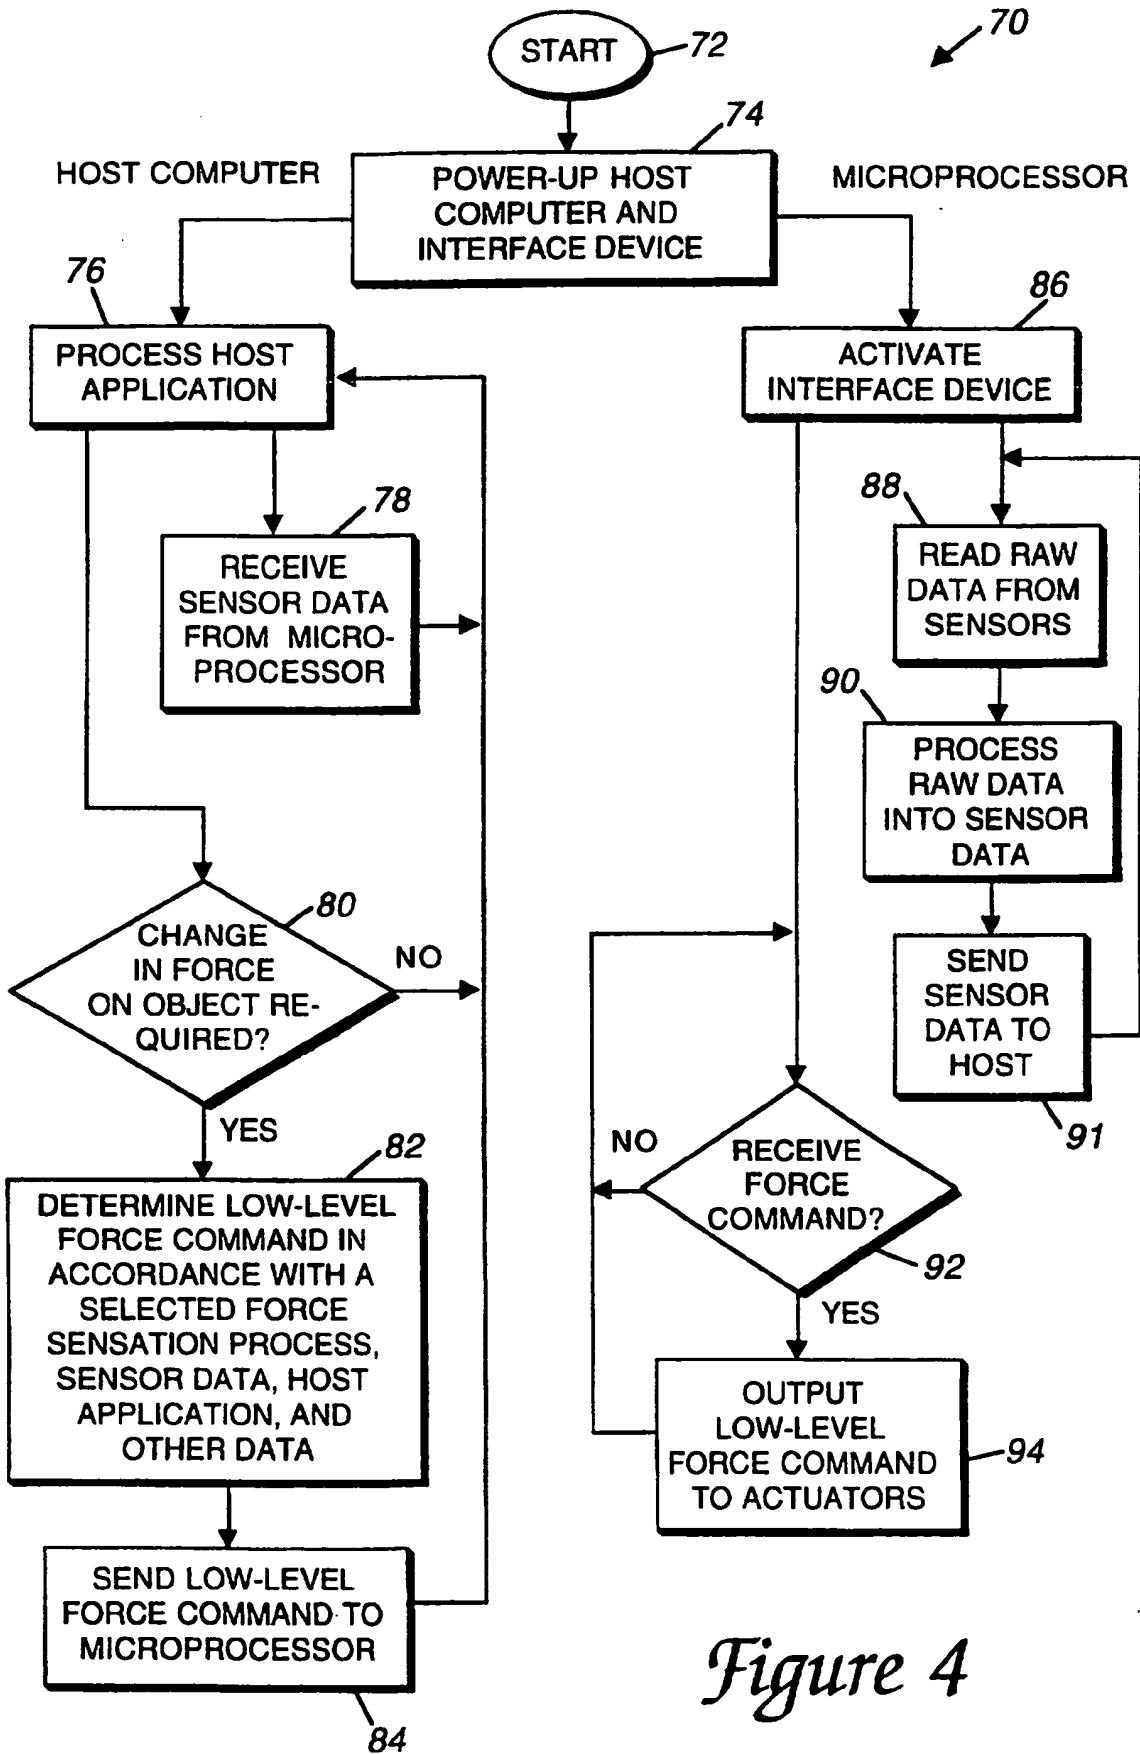 70
START
72
74
HOST COMPUTER
POWER-UP HOST
COMPUTER AND
INTERFACE DEVICE
MICROPROCESSOR
76
PROCESS HOST
APPLICATION
86
ACTIVATE
INTERFACE DEVICE
78
RECEIVE
SENSOR DATA
FROM MICRO-
PROCESSOR
88
READ RAW
DATA FROM
SENSORS
90
PROCESS
RAW DATA
INTO SENSOR
DATA
80
CHANGE
IN FORCE
ON OBJECT RE-
QUIRED?
NO
YES
SEND
SENSOR
DATA TO
HOST
91
82
DETERMINE LOW-LEVEL
FORCE COMMAND IN
ACCORDANCE WITH A
SELECTED FORCE
SENSATION PROCESS,
SENSOR DATA, HOST
APPLICATION, AND
OTHER DATA
NO
RECEIVE
FORCE
COMMAND?
92
YES
OUTPUT
LOW-LEVEL
FORCE COMMAND
TO ACTUATORS
94
SEND LOW-LEVEL
FORCE COMMAND TO
MICROPROCESSOR
84
Figure 4